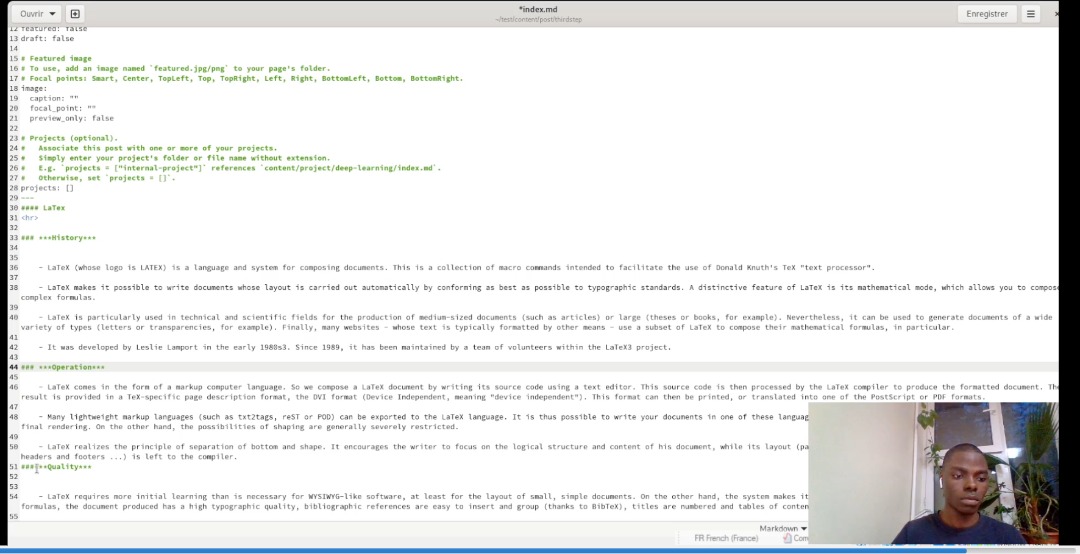 Ouvrir
*index.md
~/test/content/post/thirdstep
Enregistrer
12 featured: false
13 draft: false
14
15 # Featured image
16 # To use, add an image named `featured.jpg/png` to your page's folder.
17 # Focal points: Smart, Center, TopLeft, Top, TopRight, Left, Right, BottomLeft, Bottom, BottomRight.
18 image:
19 caption: ""
20 focal_point: ""
21 preview_only: false
22
23 # Projects (optional).
24 # Associate this post with one or more of your projects.
25 # Simply enter your project's folder or file name without extension.
26 # E.g. `projects = ["internal-project"]` references `content/project/deep-learning/index.md`.
27 # Otherwise, set `projects = []`.
28 projects: []
29 ---
30 #### LaTex
31 <hr>
32
33 ### ***History***
34
35
36 - LaTeX (whose logo is LATEX) is a language and system for composing documents. This is a collection of macro commands intended to facilitate the use of Donald Knuth's TeX "text processor".
37
38 - LaTeX makes it possible to write documents whose layout is carried out automatically by conforming as best as possible to typographic standards. A distinctive feature of LaTeX is its mathematical mode, which allows you to compose
complex formulas.
39
40 - LaTeX is particularly used in technical and scientific fields for the production of medium-sized documents (such as articles) or large (theses or books, for example). Nevertheless, it can be used to generate documents of a wide
variety of types (letters or transparencies, for example). Finally, many websites - whose text is typically formatted by other means - use a subset of LaTeX to compose their mathematical formulas, in particular.
41
42 - It was developed by Leslie Lamport in the early 1980s3. Since 1989, it has been maintained by a team of volunteers within the LaTeX3 project.
43
44 ### ***Operation***
45
46 - LaTeX comes in the form of a markup computer language. So we compose a LaTeX document by writing its source code using a text editor. This source code is then processed by the LaTeX compiler to produce the formatted document. The
result is provided in a TeX-specific page description format, the DVI format (Device Independent, meaning "device independent"). This format can then be printed, or translated into one of the PostScript or PDF formats.
47
48 - Many lightweight markup languages (such as txt2tags, reST or POD) can be exported to the LaTeX language. It is thus possible to write your documents in one of these
final rendering. On the other hand, the possibilities of shaping are generally severely restricted.
49
50 - LaTeX realizes the principle of separation of bottom and shape. It encourages the writer to focus on the logical structure and content of his document, while its layout
headers and footers ...) is left to the compiler.
51 ### ***Quality***
52
53
54 - LaTeX requires more initial learning than is necessary for WYSIWYG-like software, at least for the layout of small, simple documents. On the other hand, the system makes it
formulas, the document produced has a high typographic quality, bibliographic references are easy to insert and group (thanks to BibTeX), titles are numbered and tables of
55
Markdown
FR French (France)